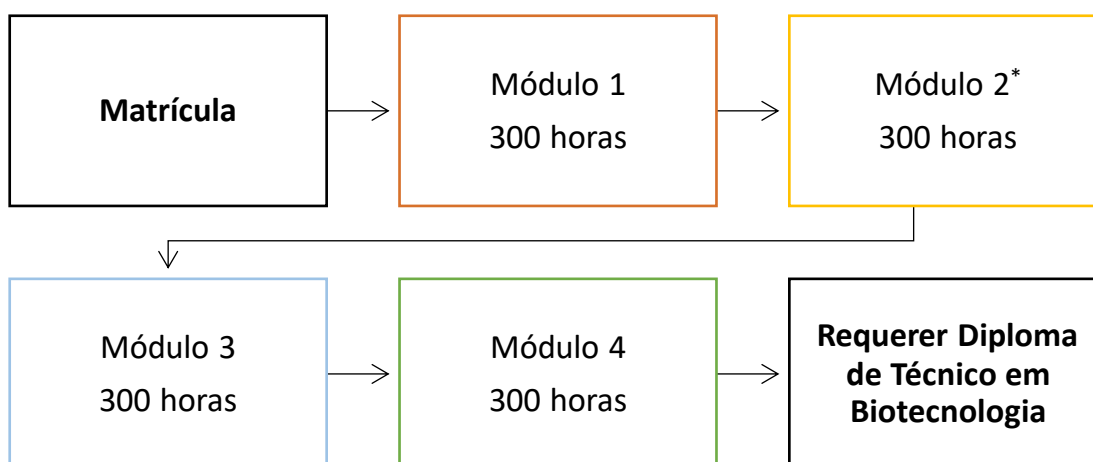 Matrícula
Módulo 1
300 horas
Módulo 2*
300 horas
Módulo 3
300 horas
Módulo 4
300 horas
Requerer Diploma
de Técnico em
Biotecnologia